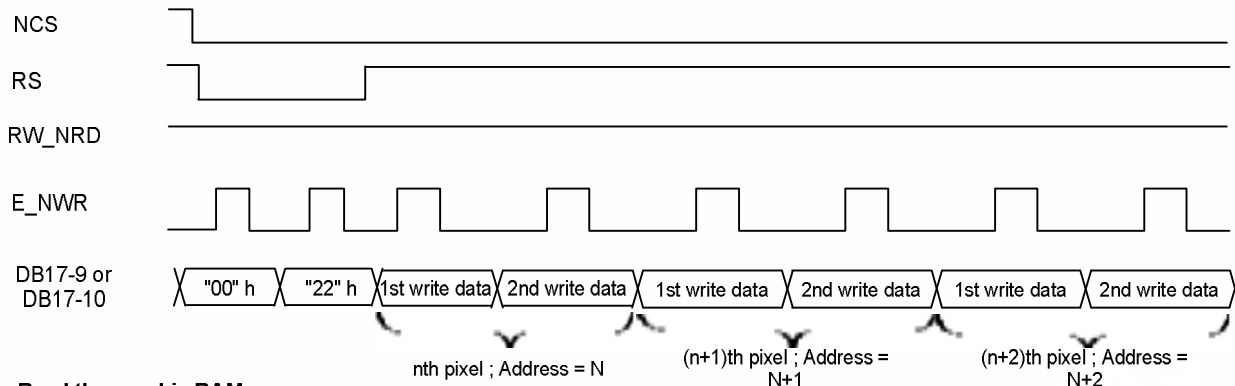 NCS
RS
RW_NRD
E_NWR
DB17-9 or
DB17-10
"00" h "22" h 1st write data 2nd write data 1st write data 2nd write data 1st write data 2nd write data
nth pixel ; Address = N
(n+1)th pixel ; Address =
N+1
(n+2)th pixel ; Address =
N+2